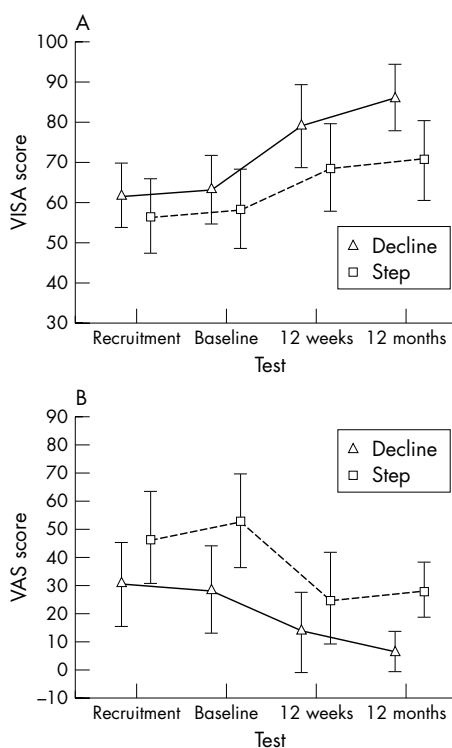 A
100
90
80
70
60
50
40
30
VISA score
Decline
Step
Recruitment Baseline 12 weeks 12 months
Test
B
90
80
70
60
50
40
30
20
10
0
–10
VAS score
Decline
Step
Recruitment Baseline 12 weeks 12 months
Test